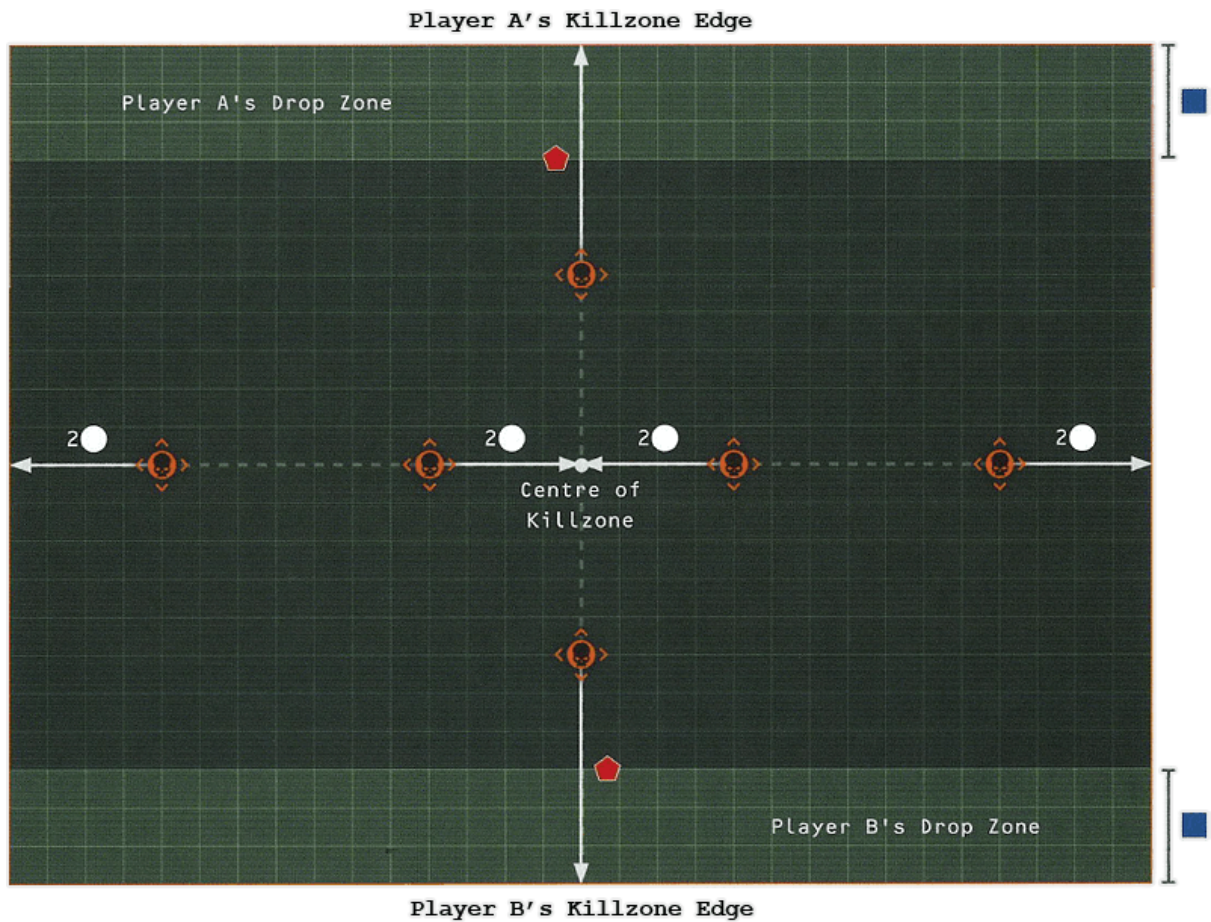 Player A's Killzone Edge
Player A's Drop Zone
2
2
2
2
Centre of
Killzone
Player B's Drop Zone
Player B's Killzone Edge